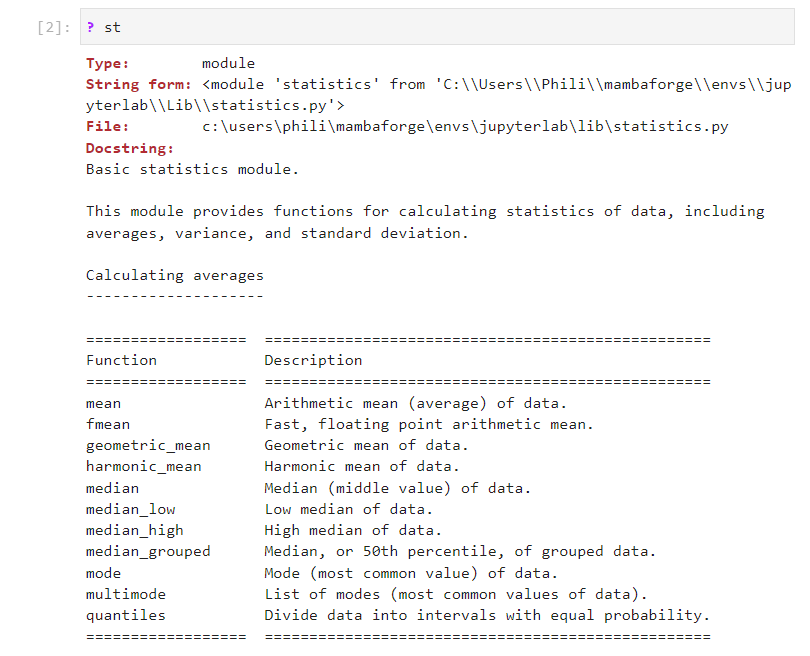 [2]: ? st
Type:        module
String form: <module 'statistics' from 'C:\\Users\\Phili\\mambaforge\\envs\\jup
yterlab\\Lib\\statistics.py'>
File:        c:\users\phili\mambaforge\envs\jupyterlab\lib\statistics.py
Docstring:
Basic statistics module.

This module provides functions for calculating statistics of data, including
averages, variance, and standard deviation.

Calculating averages
--------------------

==================  ==================================================
Function            Description
==================  ==================================================
mean                Arithmetic mean (average) of data.
fmean               Fast, floating point arithmetic mean.
geometric_mean      Geometric mean of data.
harmonic_mean       Harmonic mean of data.
median              Median (middle value) of data.
median_low          Low median of data.
median_high         High median of data.
median_grouped      Median, or 50th percentile, of grouped data.
mode                Mode (most common value) of data.
multimode           List of modes (most common values of data).
quantiles           Divide data into intervals with equal probability.
==================  ==================================================